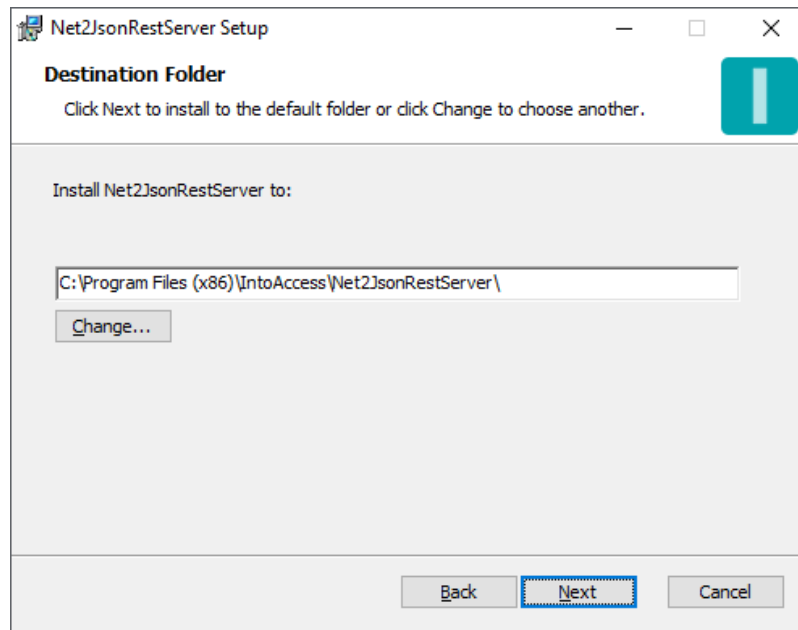 Net2JsonRestServer Setup
Destination Folder
Click Next to install to the default folder or click Change to choose another.
Install Net2JsonRestServer to:
C:\Program Files (x86)\IntoAccess\Net2JsonRestServer\
Change...
Back Next Cancel